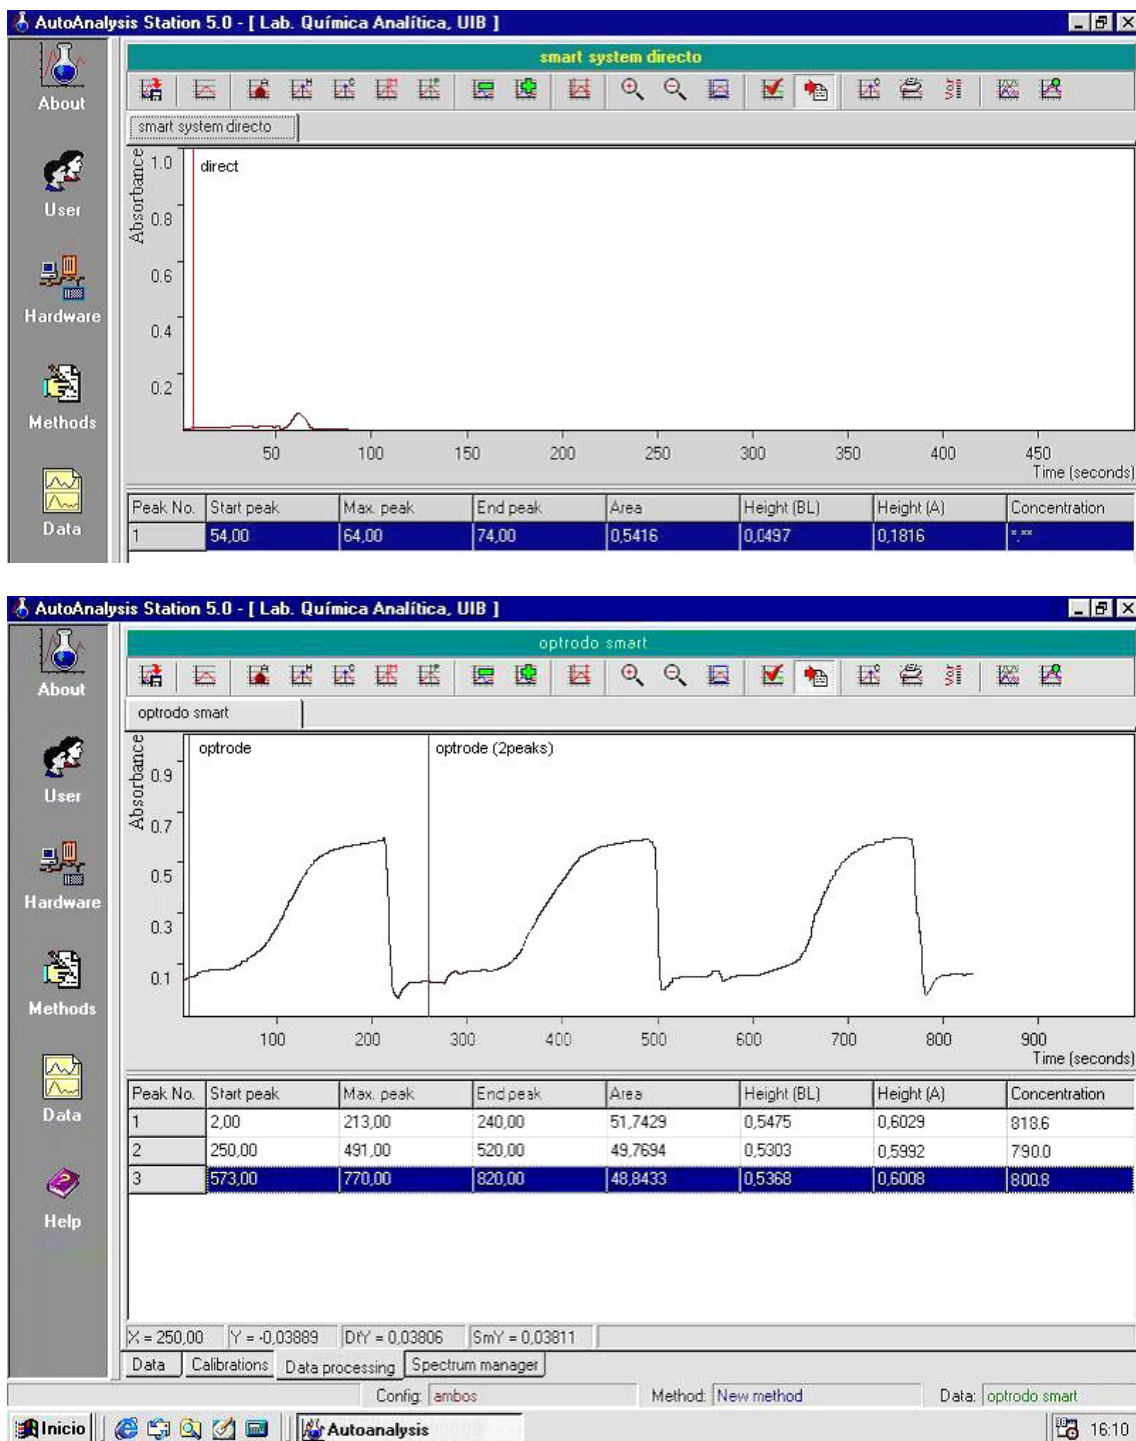 AutoAnalysis Station 5.0 - [ Lab. Química Analítica, UIB ]
smart system directo
About
User
Hardware
Methods
Data
smart system directo
direct
Absorbance
1.0
0.8
0.6
0.4
0.2
50 100 150 200 250 300 350 400 450
Time (seconds)
Peak No. Start peak Max. peak End peak Area Height (BL) Height (A) Concentration
1 54,00 64,00 74,00 0,5416 0,0497 0,1816 *.**
AutoAnalysis Station 5.0 - [ Lab. Química Analítica, UIB ]
optrodo smart
About
User
Hardware
Methods
Data
Help
optrodo smart
optrode optrode (2peaks)
Absorbance
0.9
0.7
0.5
0.3
0.1
100 200 300 400 500 600 700 800 900
Time (seconds)
Peak No. Start peak Max. peak End peak Area Height (BL) Height (A) Concentration
1 2,00 213,00 240,00 51,7429 0,5475 0,6029 818.6
2 250,00 491,00 520,00 49,7694 0,5303 0,5992 790.0
3 573,00 770,00 820,00 48,8433 0,5368 0,6008 800.8
X = 250,00 Y = -0,03889 DtY = 0,03806 SmY = 0,03811
Data Calibrations Data processing Spectrum manager
Config: ambos Method: New method Data: optrodo smart
Inicio Autoanalysis 16:10